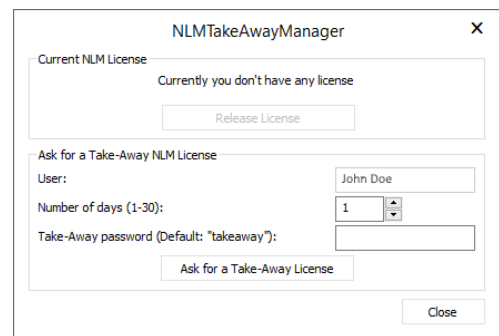 NLMTakeAwayManager
Current NLM License
Currently you don't have any license
Release License
Ask for a Take-Away NLM License
User: John Doe
Number of days (1-30): 1
Take-Away password (Default: "takeaway"):
Ask for a Take-Away License
Close